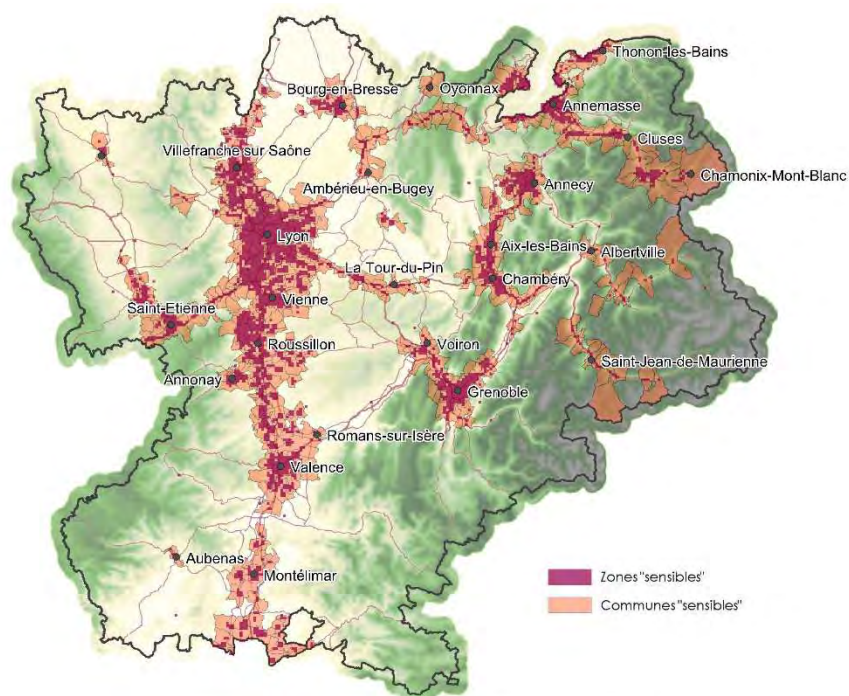 Thonon-les-Bains
Bourg-en-Bresse
Oyonnax
Annemasse
Cluses
Villefranche sur Saône
Ambérieu-en-Bugey
Annecy
Chamonix-Mont-Blanc
Lyon
Aix-les-Bains
Albertville
La Tour-du-Pin
Chambéry
Vienne
Saint-Etienne
Roussillon
Voiron
Saint-Jean-de-Maurienne
Annonay
Grenoble
Romans-sur-Isère
Valence
Aubenas
Montélimar
Zones "sensibles"
Communes "sensibles"